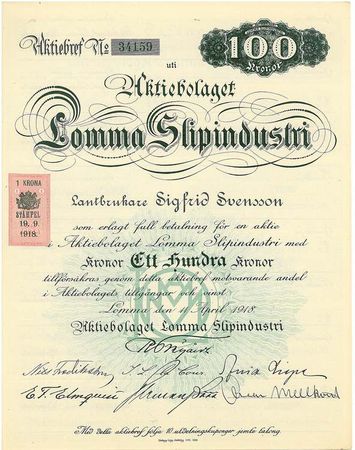 Aktiebref No 34159
100
Kronor
uti
Aktiebolaget
Lomma Slipindustri
1 KRONA
STÄMPEL
19. 9.
1918.
Lantbrukare Sigfrid Svensson
som erlagt full betalning för en aktie
i Aktiebolaget Lomma Slipindustri med
Kronor Ett Hundra Kronor
tillförsäkras genom detta aktiebref motsvarande andel
i Aktiebolagets tillgångar och vinst.
Lomma den 4 April 1918
Aktiebolaget Lomma Slipindustri
E.T. Elmquist
Med detta aktiebref följa 10 utdelningskuponger jemte talong.